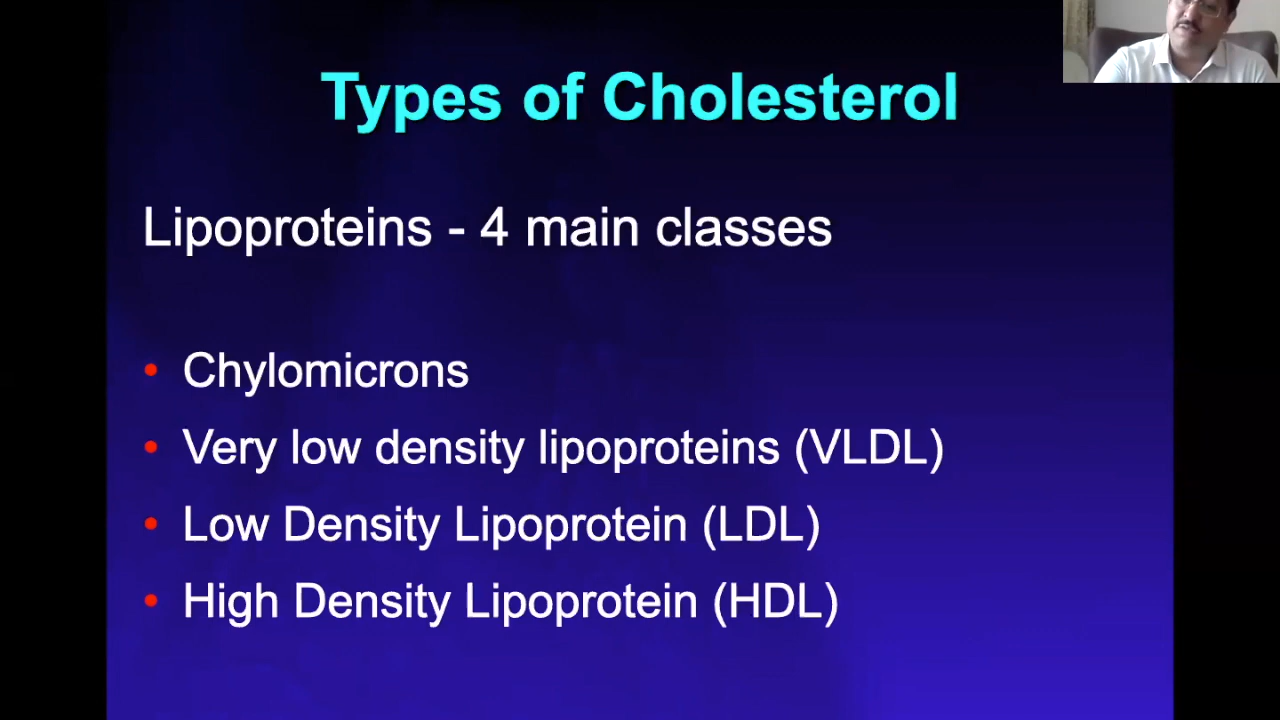 Types of Cholesterol
Lipoproteins - 4 main classes
• Chylomicrons
• Very low density lipoproteins (VLDL)
• Low Density Lipoprotein (LDL)
• High Density Lipoprotein (HDL)